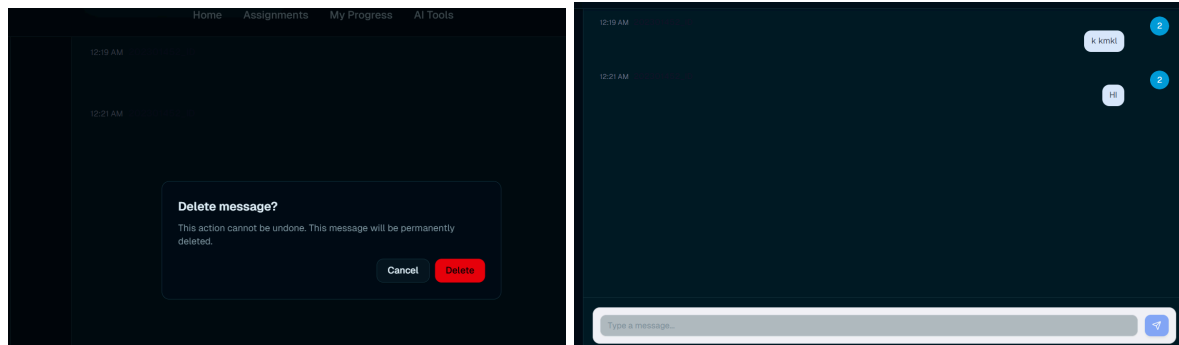 Home Assignments My Progress AI Tools
12:19 AM
12:21 AM
Delete message?
This action cannot be undone. This message will be permanently
deleted.
Cancel Delete
12:19 AM
2
k kmkl
12:21 AM
2
Hi
Type a message...